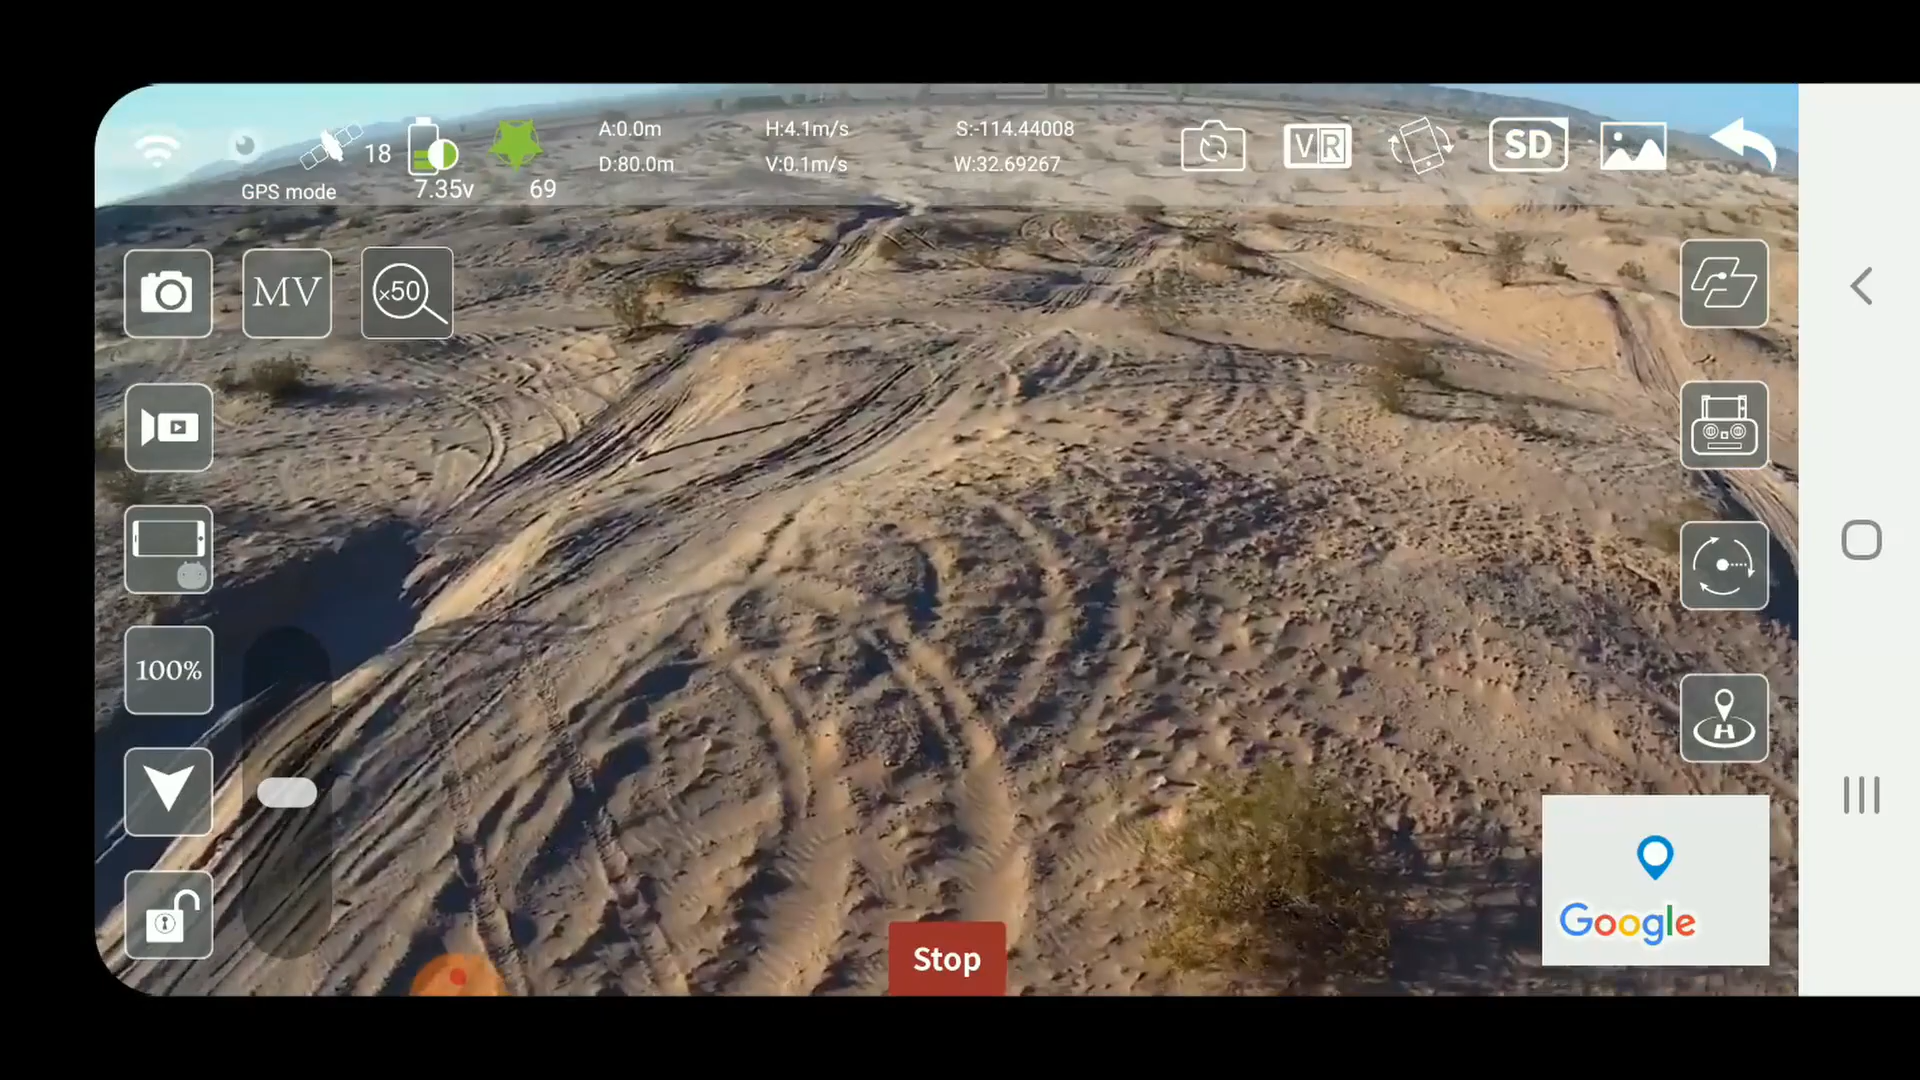 18
GPS mode
7.35v
69
A:0.0m
D:80.0m
H:4.1m/s
V:0.1m/s
S:-114.44008
W:32.69267
VR
SD
MV
×50
100%
H
Stop
Google